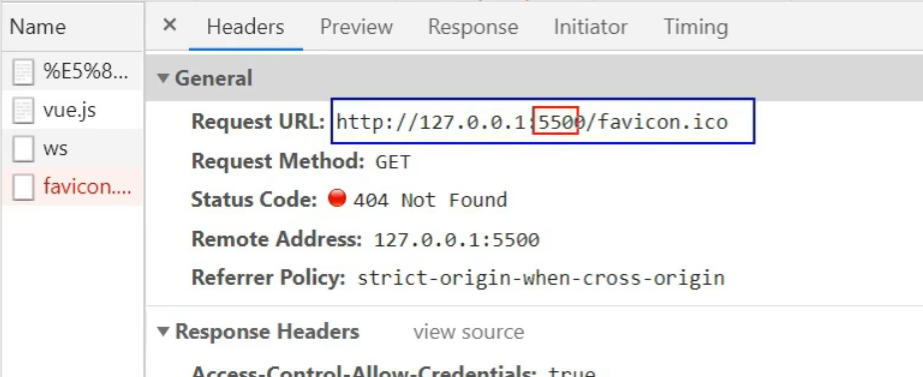 Name
Headers Preview Response Initiator Timing
%E5%8...
vue.js
ws
favicon....
General
Request URL: http://127.0.0.1:5500/favicon.ico
Request Method: GET
Status Code: 404 Not Found
Remote Address: 127.0.0.1:5500
Referrer Policy: strict-origin-when-cross-origin
Response Headers view source
Access-Control-Allow-Credentials: true